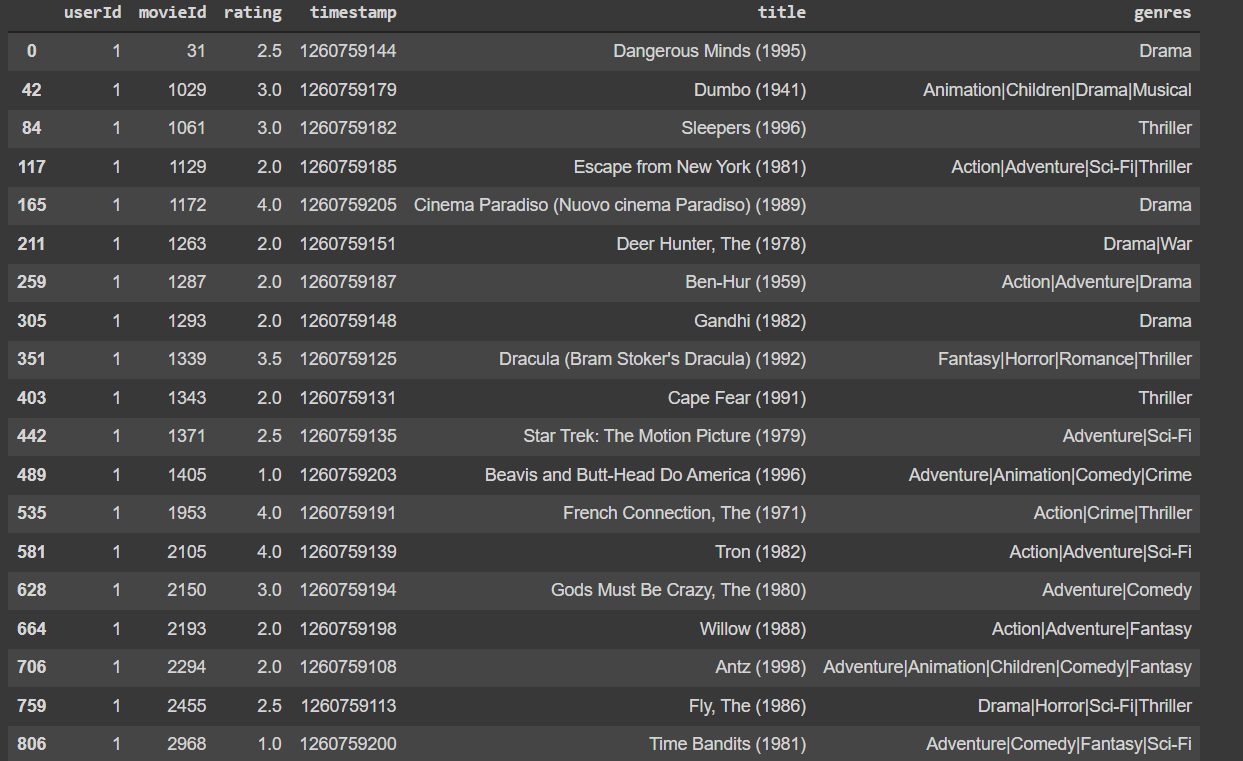 userId movieId rating timestamp title genres
0 1 31 2.5 1260759144 Dangerous Minds (1995) Drama
42 1 1029 3.0 1260759179 Dumbo (1941) Animation|Children|Drama|Musical
84 1 1061 3.0 1260759182 Sleepers (1996) Thriller
117 1 1129 2.0 1260759185 Escape from New York (1981) Action|Adventure|Sci-Fi|Thriller
165 1 1172 4.0 1260759205 Cinema Paradiso (Nuovo cinema Paradiso) (1989) Drama
211 1 1263 2.0 1260759151 Deer Hunter, The (1978) Drama|War
259 1 1287 2.0 1260759187 Ben-Hur (1959) Action|Adventure|Drama
305 1 1293 2.0 1260759148 Gandhi (1982) Drama
351 1 1339 3.5 1260759125 Dracula (Bram Stoker's Dracula) (1992) Fantasy|Horror|Romance|Thriller
403 1 1343 2.0 1260759131 Cape Fear (1991) Thriller
442 1 1371 2.5 1260759135 Star Trek: The Motion Picture (1979) Adventure|Sci-Fi
489 1 1405 1.0 1260759203 Beavis and Butt-Head Do America (1996) Adventure|Animation|Comedy|Crime
535 1 1953 4.0 1260759191 French Connection, The (1971) Action|Crime|Thriller
581 1 2105 4.0 1260759139 Tron (1982) Action|Adventure|Sci-Fi
628 1 2150 3.0 1260759194 Gods Must Be Crazy, The (1980) Adventure|Comedy
664 1 2193 2.0 1260759198 Willow (1988) Action|Adventure|Fantasy
706 1 2294 2.0 1260759108 Antz (1998) Adventure|Animation|Children|Comedy|Fantasy
759 1 2455 2.5 1260759113 Fly, The (1986) Drama|Horror|Sci-Fi|Thriller
806 1 2968 1.0 1260759200 Time Bandits (1981) Adventure|Comedy|Fantasy|Sci-Fi